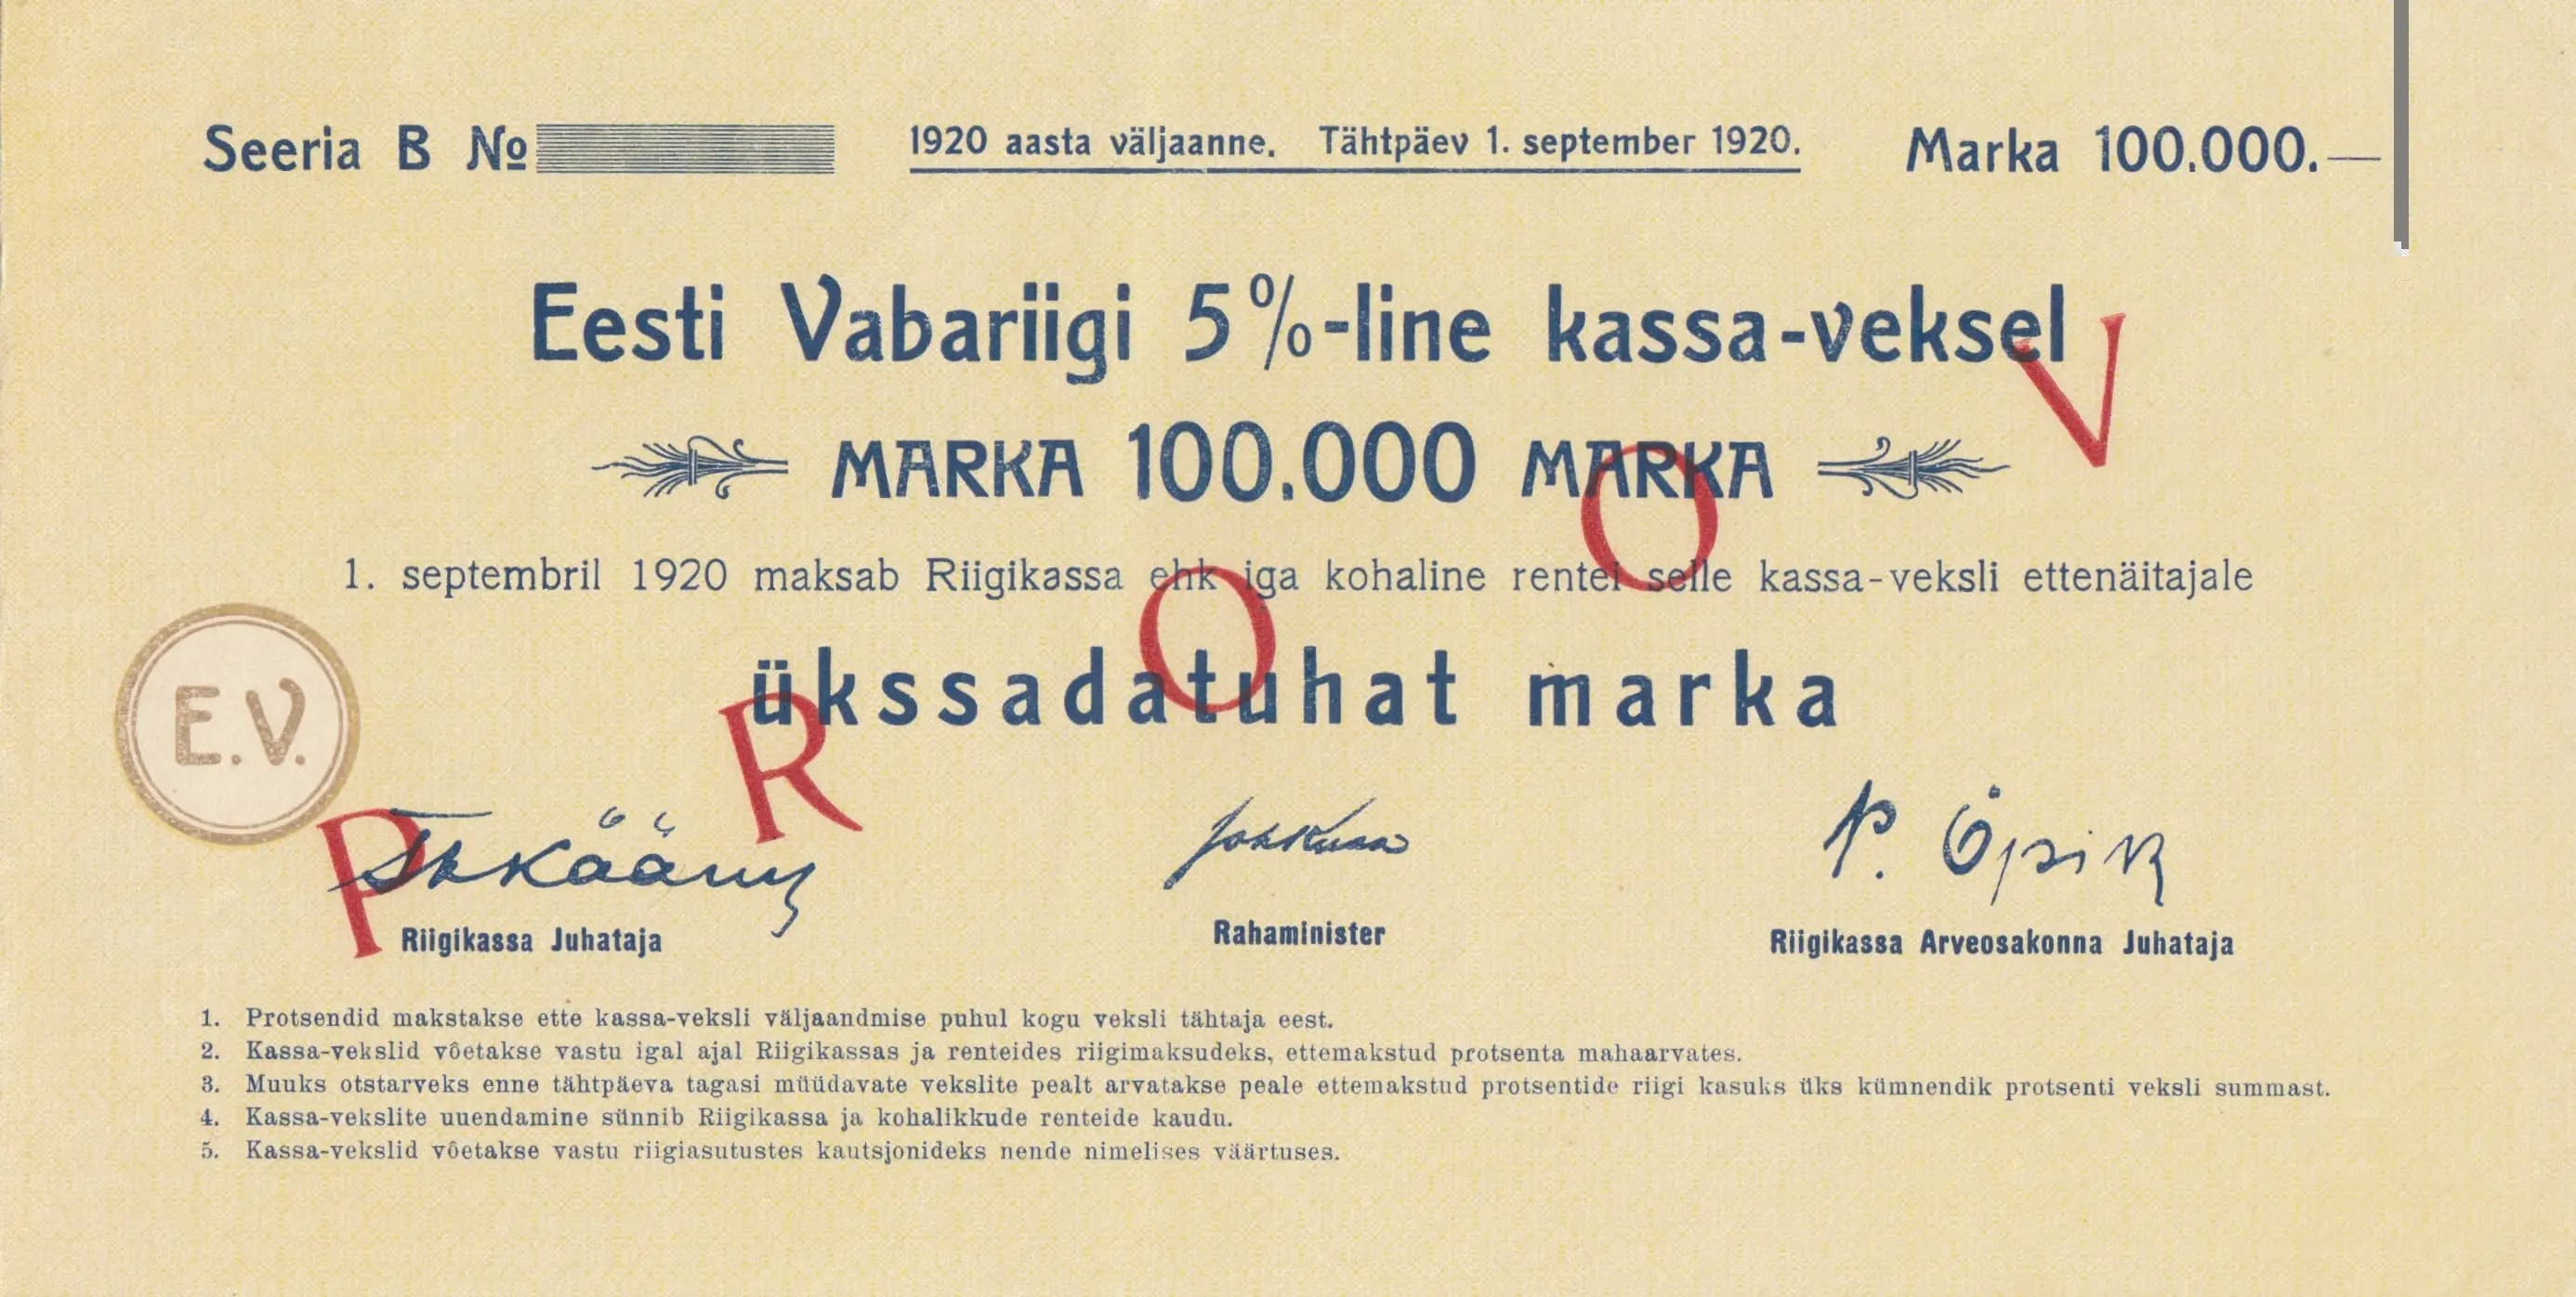 Seeria B № 1920 aasta väljaanne. Tähtpäev 1. september 1920. Marka 100.000.—
Eesti Vabariigi 5%-line kassa-veksel
MARKA 100.000 MARKA
1. septembril 1920 maksab Riigikassa ehk iga kohaline rentei selle kassa-veksli ettenäitajale
ükssadatuhat marka
E.V.
PROOV
P. Öpik
Riigikassa Juhataja Rahaminister Riigikassa Arveosakonna Juhataja
1. Protsendid makstakse ette kassa-veksli väljaandmise puhul kogu veksli tähtaja eest.
2. Kassa-vekslid võetakse vastu igal ajal Riigikassas ja renteides riigimaksudeks, ettemakstud protsenta mahaarvates.
3. Muuks otstarveks enne tähtpäeva tagasi müüdavate vekslite pealt arvatakse peale ettemakstud protsentide riigi kasuks üks kümnendik protsenti veksli summast.
4. Kassa-vekslite uuendamine sünnib Riigikassa ja kohalikkude renteide kaudu.
5. Kassa-vekslid võetakse vastu riigiasutustes kautsjonideks nende nimelises väärtuses.